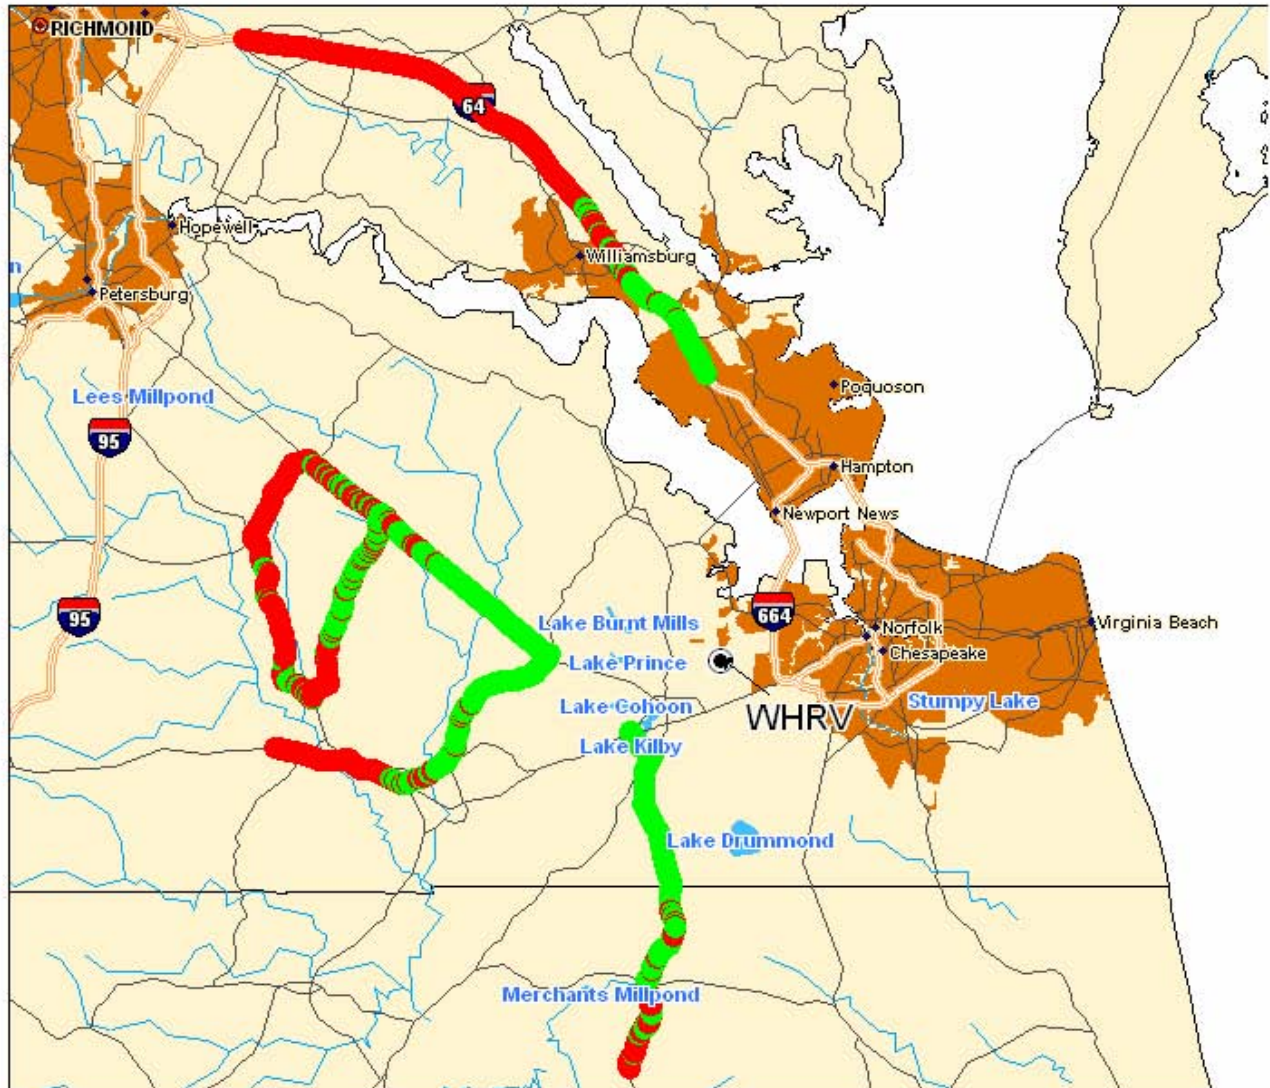 RICHMOND
64
Hopewell
Williamsburg
n
Petersburg
Lees Millpond
Poquoson
95
Hampton
Newport News
95
664
Lake Burnt Mills
Norfolk
Virginia Beach
Lake Prince
Chesapeake
Lake Cohoon
WHRV
Stumpy Lake
Lake Kilby
Lake Drummond
Merchants Millpond